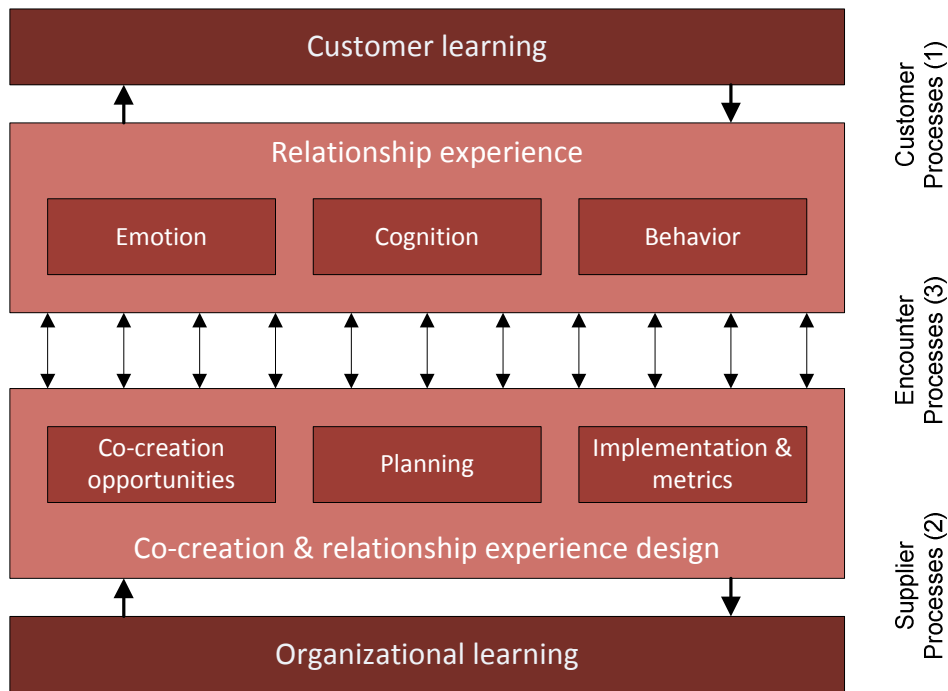 Customer learning
Relationship experience
Emotion
Cognition
Behavior
Co-creation
opportunities
Planning
Implementation &
metrics
Co-creation & relationship experience design
Organizational learning
Customer
Processes (1)
Encounter
Processes (3)
Supplier
Processes (2)